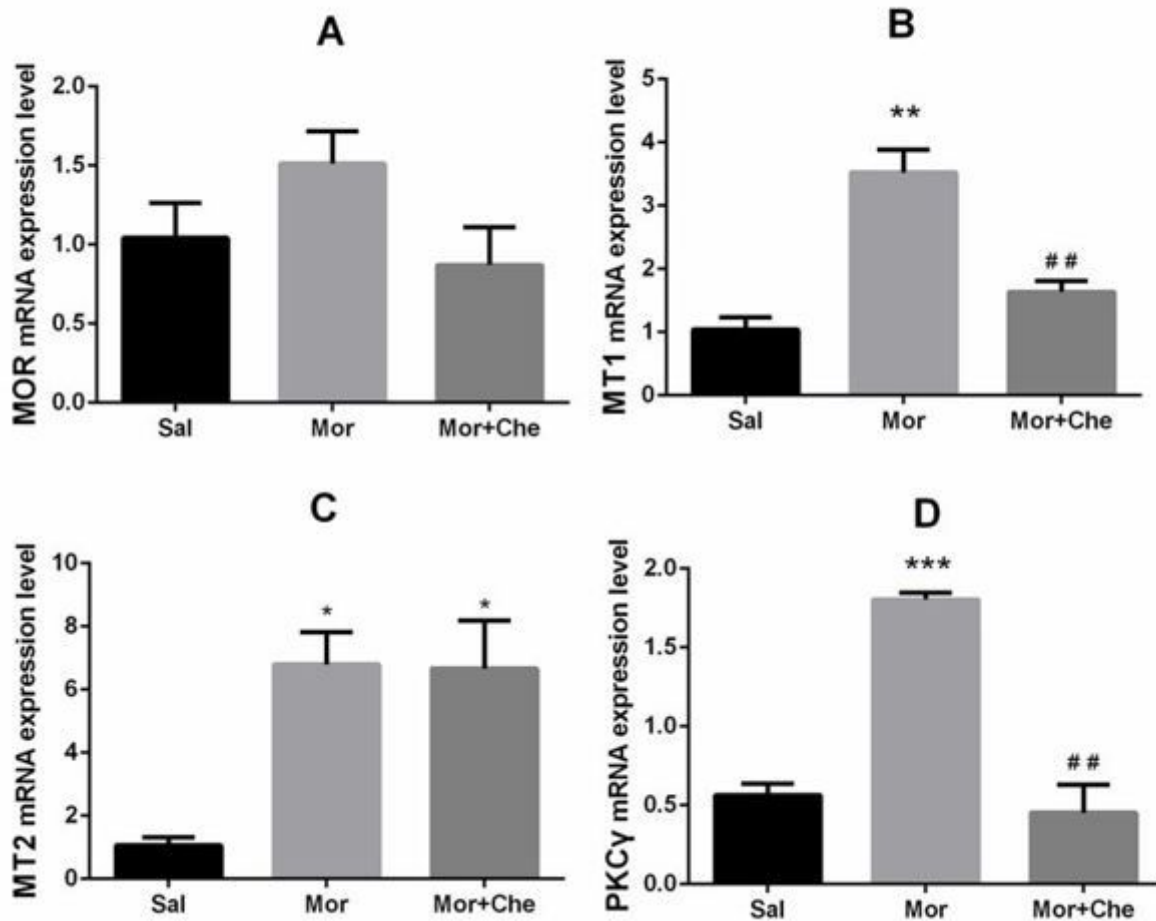 A
MOR mRNA expression level
2.0
1.5
1.0
0.5
0.0
Sal Mor Mor+Che
B
MT1 mRNA expression level
5
4
3
2
1
0
**
##
Sal Mor Mor+Che
C
MT2 mRNA expression level
10
8
6
4
2
0
*
*
Sal Mor Mor+Che
D
PKCγ mRNA expression level
2.0
1.5
1.0
0.5
0.0
***
##
Sal Mor Mor+Che